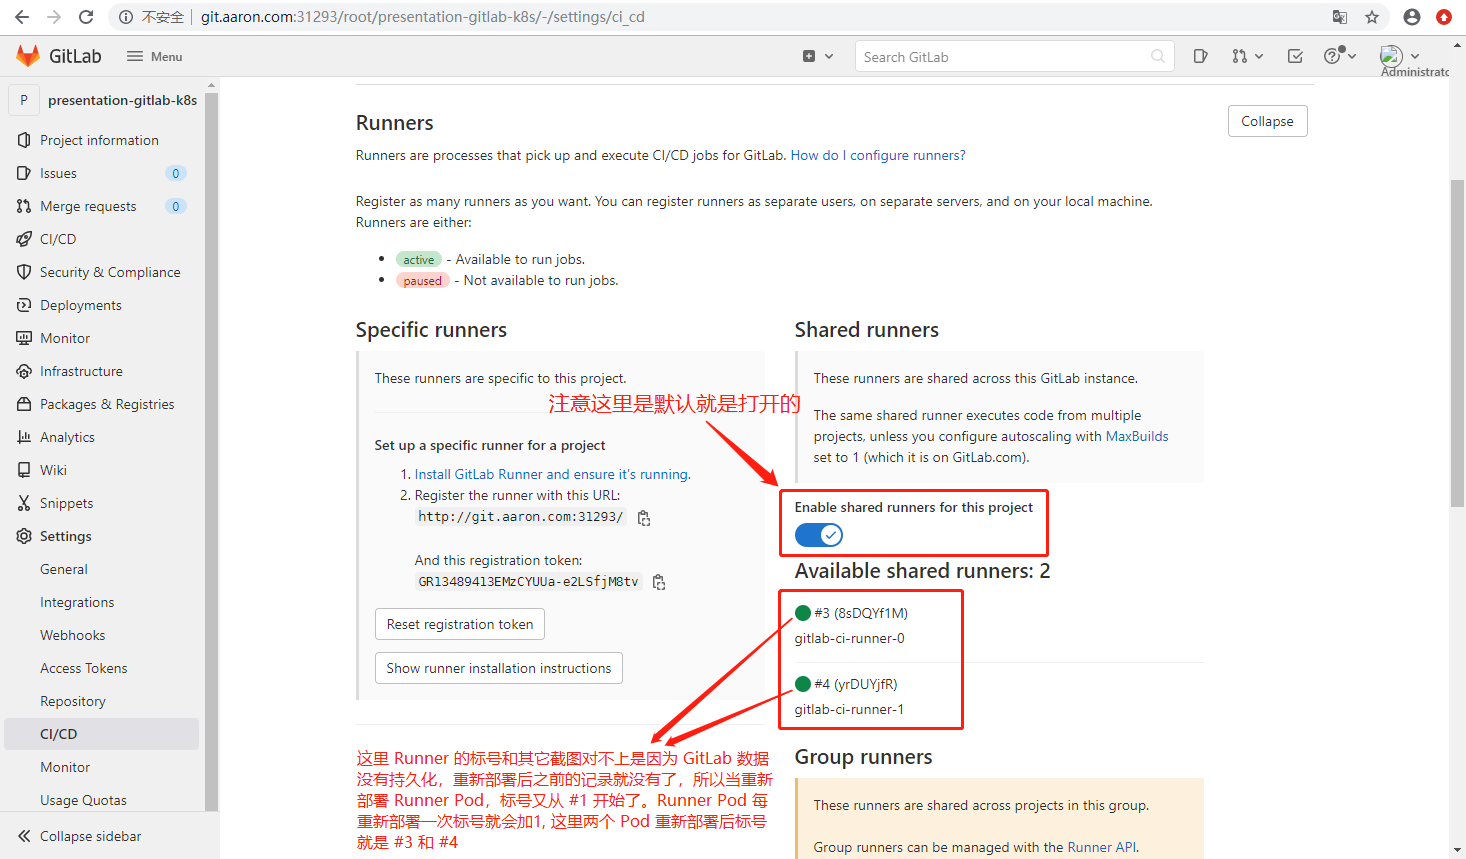 不安全 git.aaron.com:31293/root/presentation-gitlab-k8s/-/settings/ci_cd
GitLab Menu Search GitLab
Administrato
P presentation-gitlab-k8s
Project information
Issues 0
Merge requests 0
CI/CD
Security & Compliance
Deployments
Monitor
Infrastructure
Packages & Registries
Analytics
Wiki
Snippets
Settings
General
Integrations
Webhooks
Access Tokens
Repository
CI/CD
Monitor
Usage Quotas
Collapse sidebar
Runners
Collapse
Runners are processes that pick up and execute CI/CD jobs for GitLab. How do I configure runners?
Register as many runners as you want. You can register runners as separate users, on separate servers, and on your local machine.
Runners are either:
active - Available to run jobs.
paused - Not available to run jobs.
Specific runners
These runners are specific to this project.
注意这里是默认就是打开的
Set up a specific runner for a project
1. Install GitLab Runner and ensure it's running.
2. Register the runner with this URL:
http://git.aaron.com:31293/
And this registration token:
GR13489413EMzCYUUa-e2LSfjM8tv
Reset registration token
Show runner installation instructions
这里 Runner 的标号和其它截图对不上是因为 GitLab 数据
没有持久化，重新部署后之前的记录就没有了，所以当重新
部署 Runner Pod，标号又从 #1 开始了。Runner Pod 每
重新部署一次标号就会加1, 这里两个 Pod 重新部署后标号
就是 #3 和 #4
Shared runners
These runners are shared across this GitLab instance.
The same shared runner executes code from multiple
projects, unless you configure autoscaling with MaxBuilds
set to 1 (which it is on GitLab.com).
Enable shared runners for this project
Available shared runners: 2
#3 (8sDQYf1M)
gitlab-ci-runner-0
#4 (yrDUYjfR)
gitlab-ci-runner-1
Group runners
These runners are shared across projects in this group.
Group runners can be managed with the Runner API.